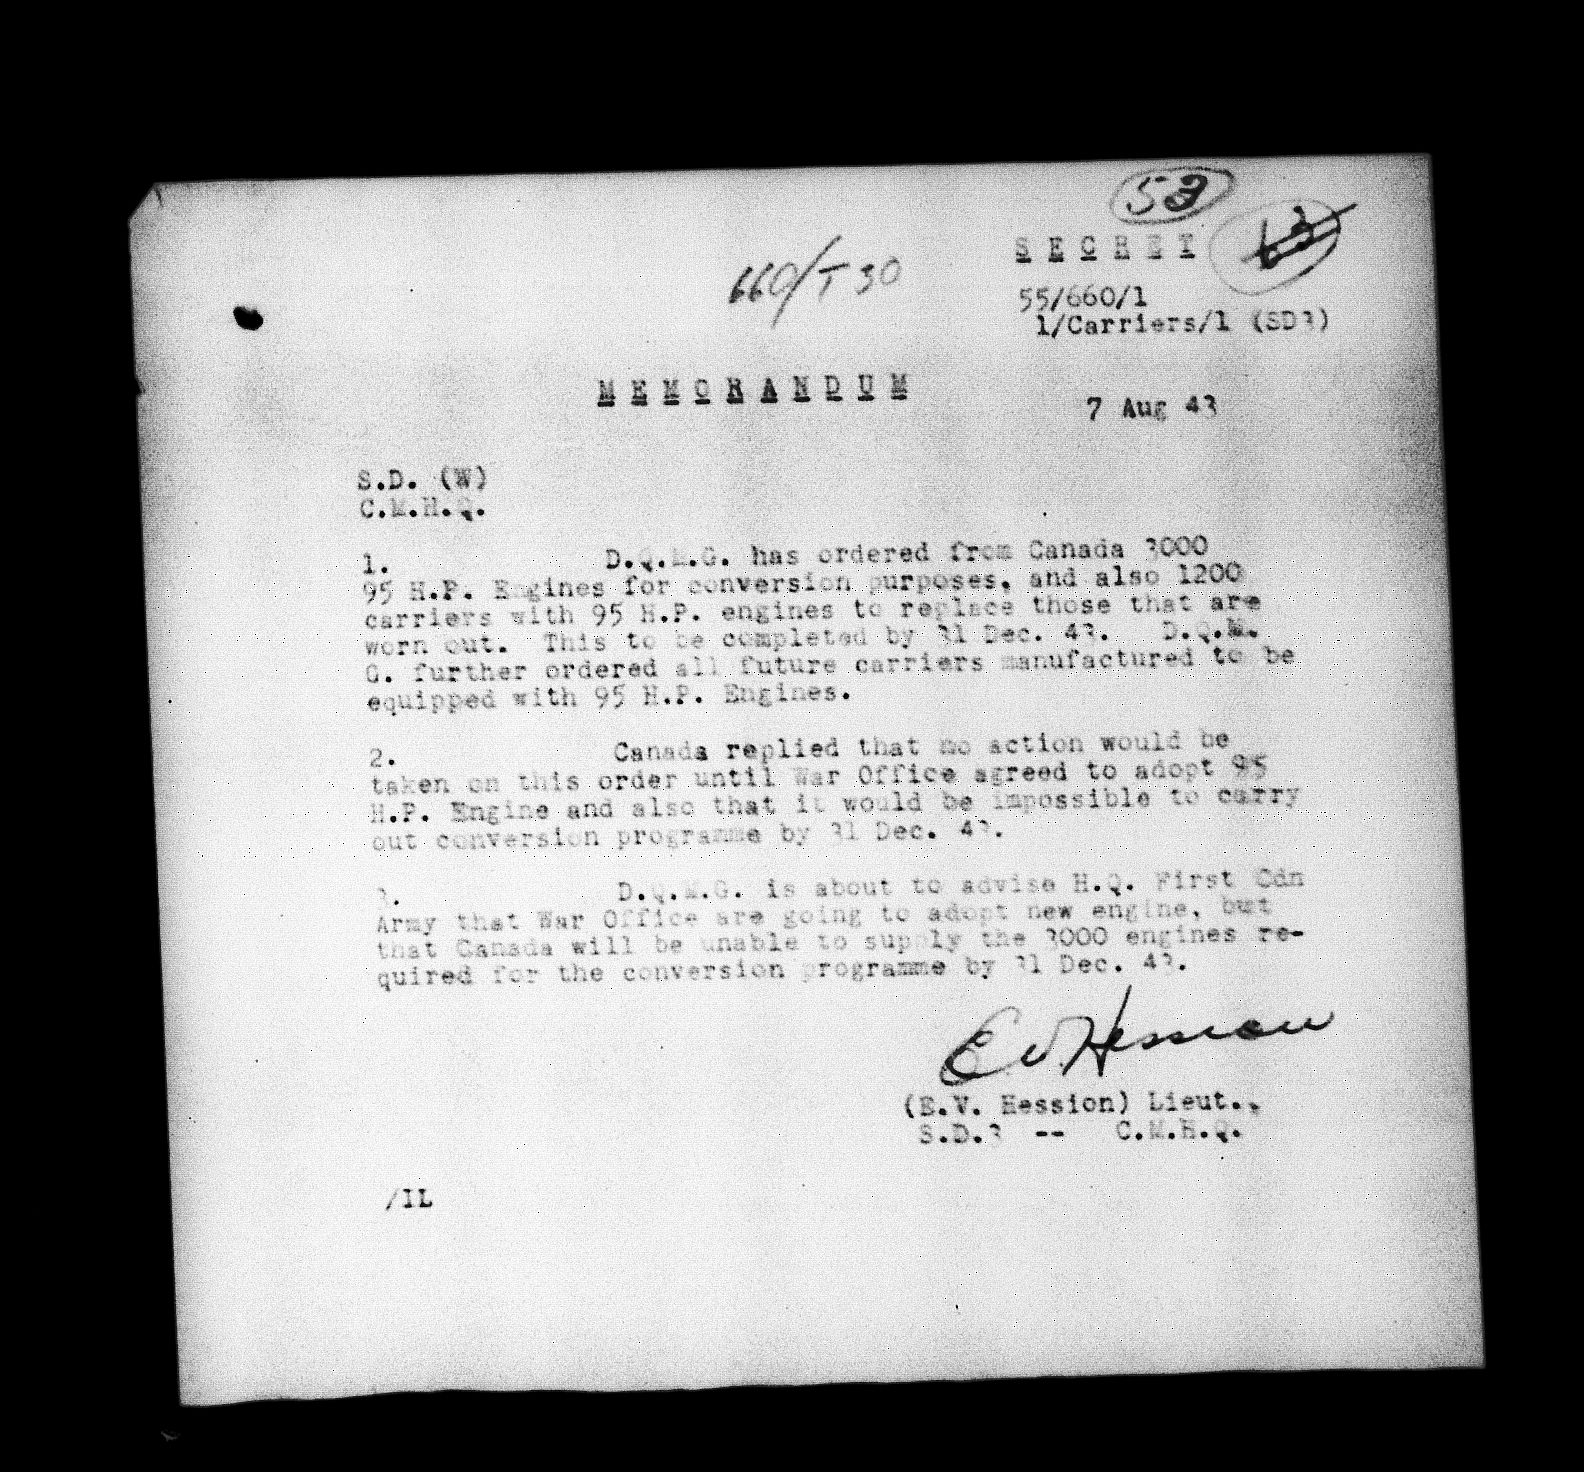 53
63
S E C R E T
660/T 30
55/660/1
1/Carriers/1 (SD3)
M E M O R A N D U M
7 Aug 43
S.D. (W)
C.M.H.Q.
1. D.Q.M.G. has ordered from Canada 3000
95 H.P. Engines for conversion purposes, and also 1200
carriers with 95 H.P. engines to replace those that are
worn out. This to be completed by 31 Dec. 43. D.Q.M.
G. further ordered all future carriers manufactured to be
equipped with 95 H.P. Engines.
2. Canada replied that no action would be
taken on this order until War Office agreed to adopt 95
H.P. Engine and also that it would be impossible to carry
out conversion programme by 31 Dec. 43.
3. D.Q.M.G. is about to advise H.Q. First Cdn
Army that War Office are going to adopt new engine, but
that Canada will be unable to supply the 3000 engines re-
quired for the conversion programme by 31 Dec. 43.
E V Hession
(E.V. Hession) Lieut.,
S.D.3 -- C.M.H.Q.
/IL